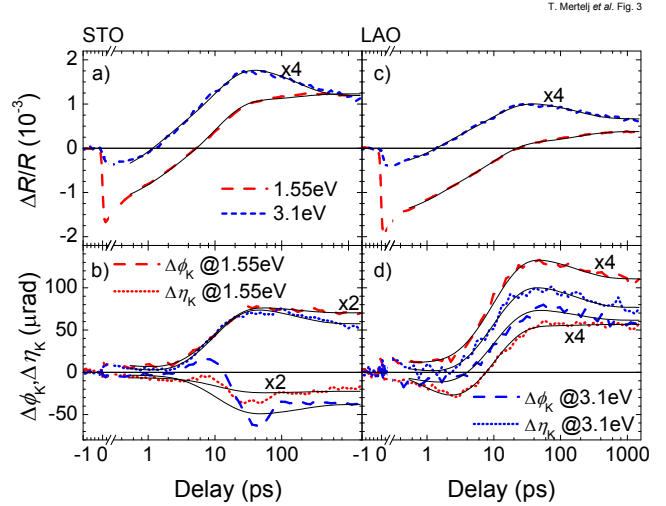 T. Mertelj et al. Fig. 3
STO
LAO
a)
x4
c)
x4
2
1
0
-1
-2
ΔR/R (10⁻³)
1.55eV
3.1eV
b)
Δϕ_K @1.55eV
Δη_K @1.55eV
x2
x2
d)
x4
x4
Δϕ_K @3.1eV
Δη_K @3.1eV
100
50
0
-50
Δϕ_K,Δη_K (μrad)
-1 0 1 10 100 -1 0 1 10 100 1000
Delay (ps)
Delay (ps)